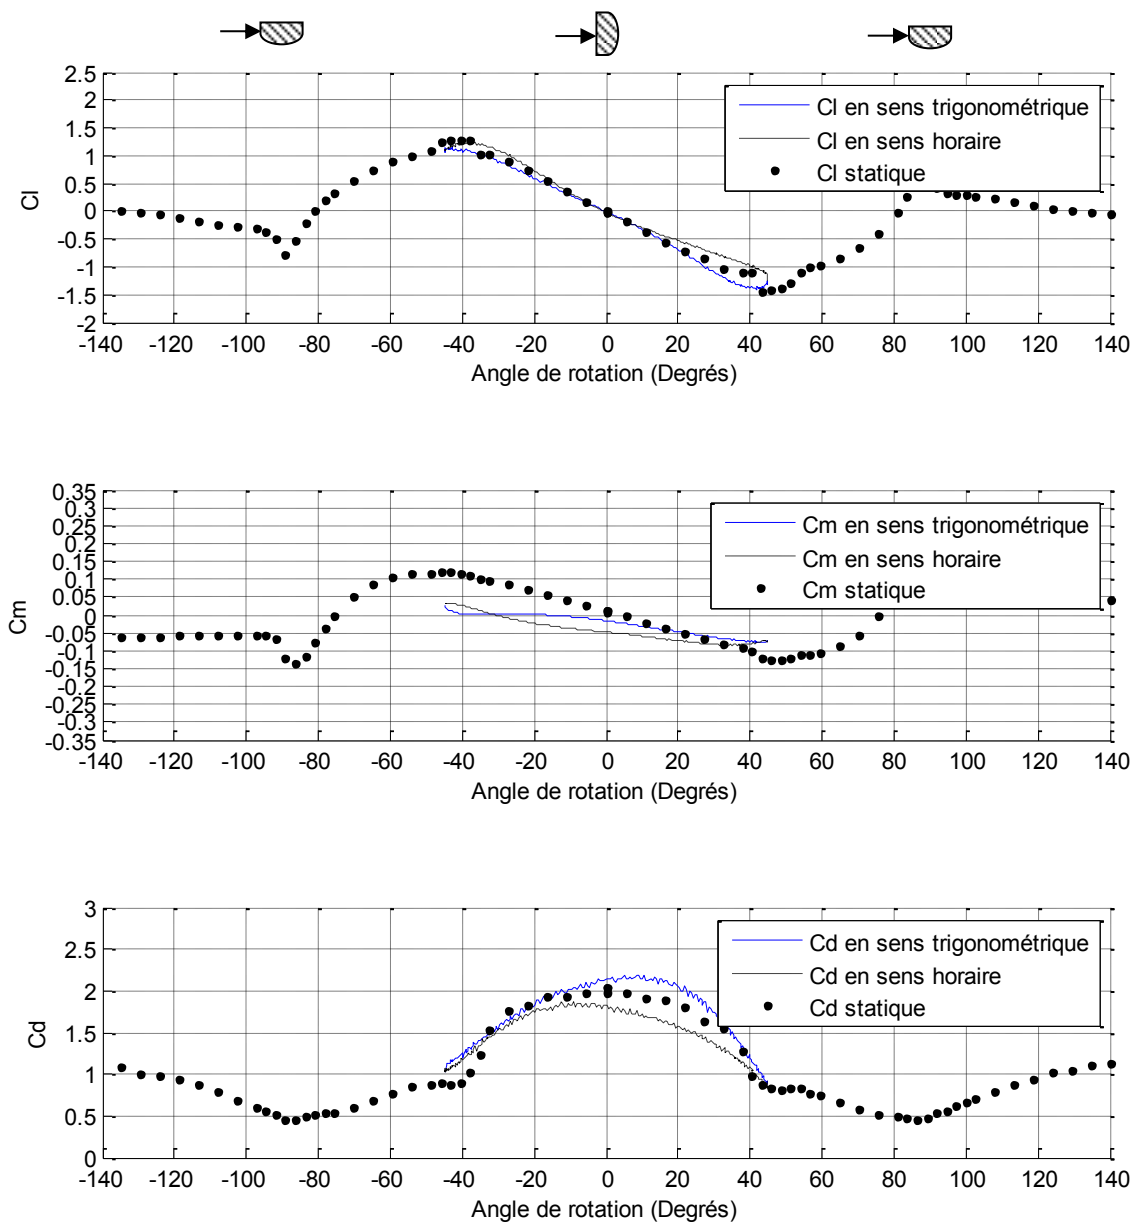 2.5
2
1.5
1
0.5
0
-0.5
-1
-1.5
-2
Cl
Cl en sens trigonométrique
Cl en sens horaire
Cl statique
-140 -120 -100 -80 -60 -40 -20 0 20 40 60 80 100 120 140
Angle de rotation (Degrés)
0.35
0.3
0.25
0.2
0.15
0.1
0.05
0
-0.05
-0.1
-0.15
-0.2
-0.25
-0.3
-0.35
Cm
Cm en sens trigonométrique
Cm en sens horaire
Cm statique
-140 -120 -100 -80 -60 -40 -20 0 20 40 60 80 100 120 140
Angle de rotation (Degrés)
3
2.5
2
1.5
1
0.5
0
Cd
Cd en sens trigonométrique
Cd en sens horaire
Cd statique
-140 -120 -100 -80 -60 -40 -20 0 20 40 60 80 100 120 140
Angle de rotation (Degrés)